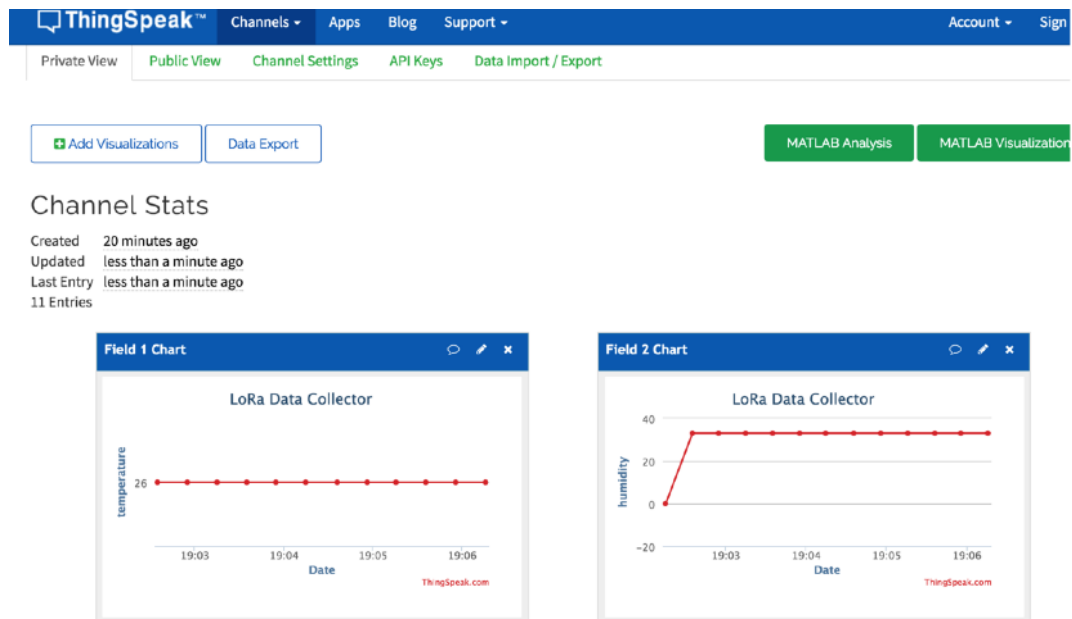 ThingSpeak™ Channels Apps Blog Support Account Sign
Private View Public View Channel Settings API Keys Data Import / Export
Add Visualizations Data Export MATLAB Analysis MATLAB Visualization
Channel Stats
Created 20 minutes ago
Updated less than a minute ago
Last Entry less than a minute ago
11 Entries
Field 1 Chart
LoRa Data Collector
temperature
26
19:03 19:04 19:05 19:06
Date
ThingSpeak.com
Field 2 Chart
LoRa Data Collector
humidity
40
20
0
-20
19:03 19:04 19:05 19:06
Date
ThingSpeak.com